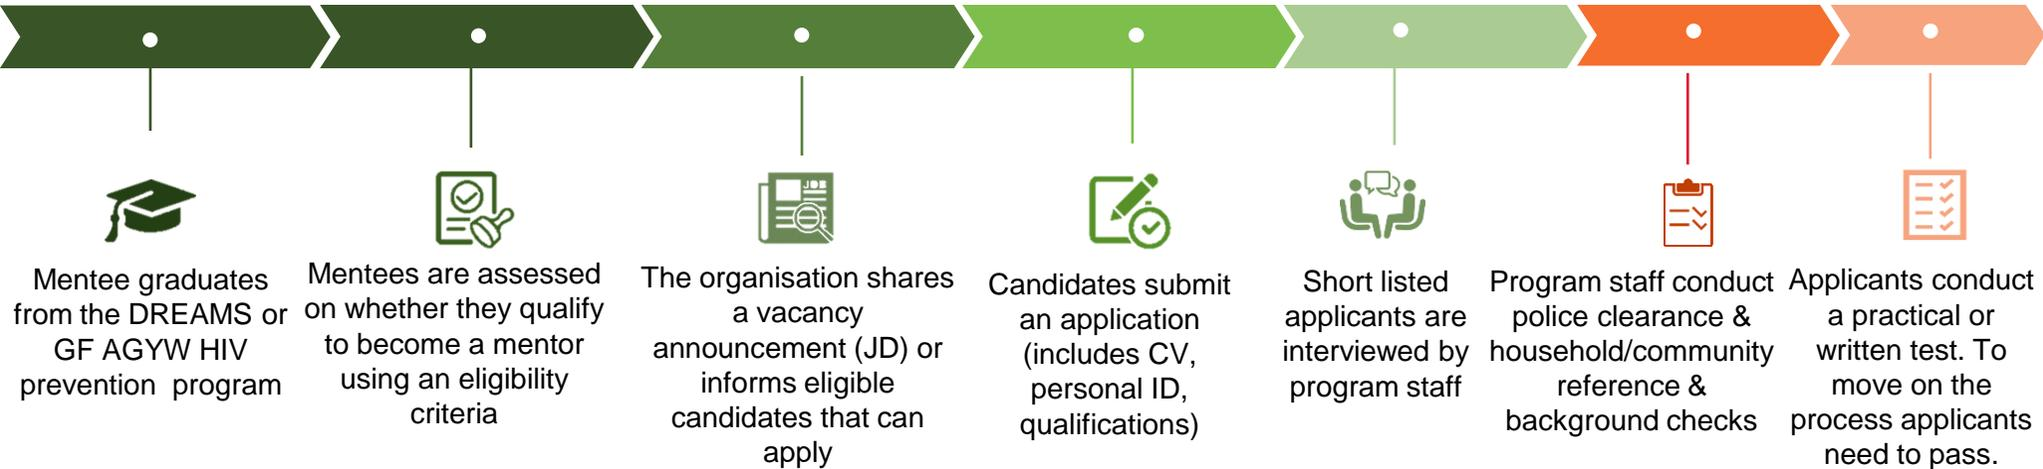 JOB
Mentee graduates
from the DREAMS or
GF AGYW HIV
prevention program
Mentees are assessed
on whether they qualify
to become a mentor
using an eligibility
criteria
The organisation shares
a vacancy
announcement (JD) or
informs eligible
candidates that can
apply
Candidates submit
an application
(includes CV,
personal ID,
qualifications)
Short listed
applicants are
interviewed by
program staff
Program staff conduct
police clearance &
household/community
reference &
background checks
Applicants conduct
a practical or
written test. To
move on the
process applicants
need to pass.